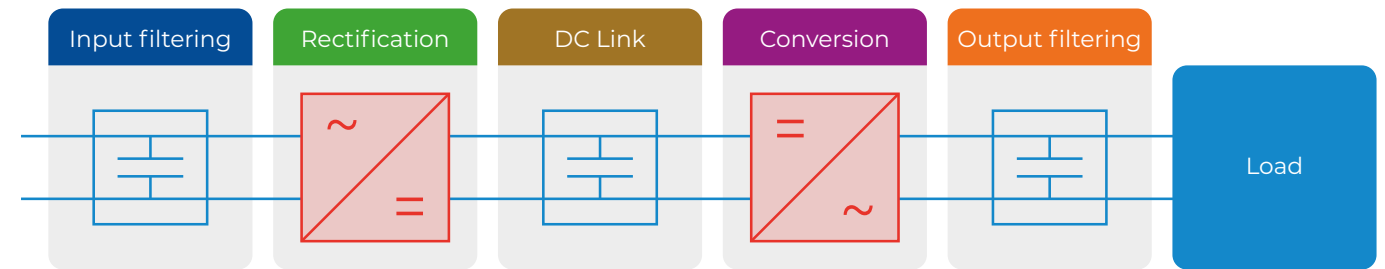 Input filtering
Rectification
DC Link
Conversion
Output filtering
~
=
=
~
Load